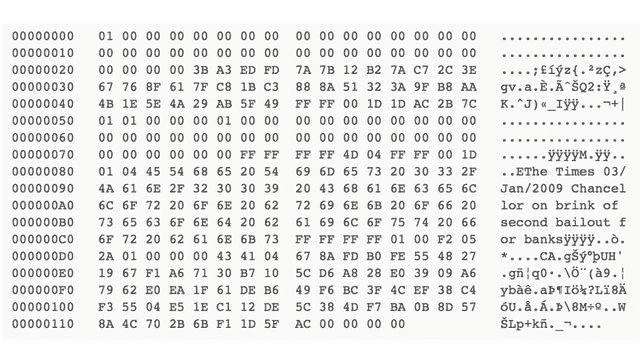 00000000 01 00 00 00 00 00 00 00 00 00 00 00 00 00 00 00 ................
00000010 00 00 00 00 00 00 00 00 00 00 00 00 00 00 00 00 ................
00000020 00 00 00 00 3B A3 ED FD 7A 7B 12 B2 7A C7 2C 3E ....;£íýz{.²zÇ,>
00000030 67 76 8F 61 7F C8 1B C3 88 8A 51 32 3A 9F B8 AA gv.a.È.ÈŠQ2:Ÿ¸ª
00000040 4B 1E 5E 4A 29 AB 5F 49 FF FF 00 1D 1D AC 2B 7C K.^J)«_Iÿÿ...¬+|
00000050 01 01 00 00 00 01 00 00 00 00 00 00 00 00 00 00 ................
00000060 00 00 00 00 00 00 00 00 00 00 00 00 00 00 00 00 ................
00000070 00 00 00 00 00 00 FF FF FF FF 4D 04 FF FF 00 1D ......ÿÿÿÿM.ÿÿ..
00000080 01 04 45 54 68 65 20 54 69 6D 65 73 20 30 33 2F ..EThe Times 03/
00000090 4A 61 6E 2F 32 30 30 39 20 43 68 61 6E 63 65 6C Jan/2009 Chancel
000000A0 6C 6F 72 20 6F 6E 20 62 72 69 6E 6B 20 6F 66 20 lor on brink of
000000B0 73 65 63 6F 6E 64 20 62 61 69 6C 6F 75 74 20 66 second bailout f
000000C0 6F 72 20 62 61 6E 6B 73 FF FF FF FF 01 00 F2 05 or banksÿÿÿÿ..ò.
000000D0 2A 01 00 00 00 43 41 04 67 8A FD B0 FE 55 48 27 *....CA.gŠý°þUH'
000000E0 19 67 F1 A6 71 30 B7 10 5C D6 A8 28 E0 39 09 A6 .gñ¦q0·.\Ö¨(à9.¦
000000F0 79 62 E0 EA 1F 61 DE B6 49 F6 BC 3F 4C EF 38 C4 ybàê.aÞ¶Iö¼?Lï8Ä
00000100 F3 55 04 E5 1E C1 12 DE 5C 38 4D F7 BA 0B 8D 57 óU.å.Á.Þ\8M÷º..W
00000110 8A 4C 70 2B 6B F1 1D 5F AC 00 00 00 00 ŠLp+kñ._¬....